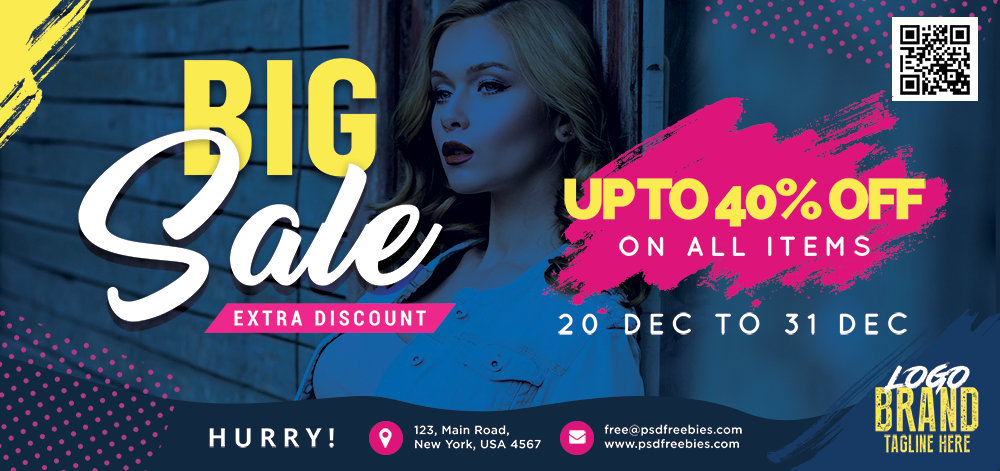 BIG
Sale
EXTRA DISCOUNT
UPTO 40% OFF
ON ALL ITEMS
20 DEC TO 31 DEC
HURRY!
123, Main Road,
New York, USA 4567
free@psdfreebies.com
www.psdfreebies.com
LOGO
BRAND
TAGLINE HERE